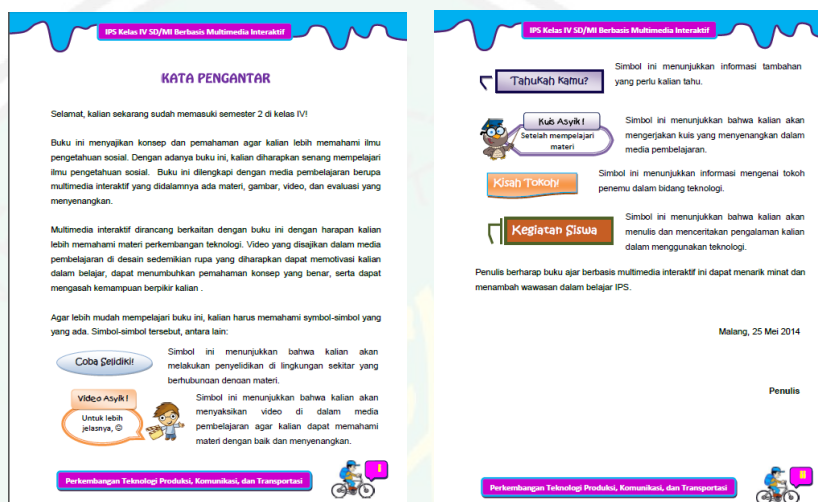 IPS Kelas IV SD/MI Berbasis Multimedia Interaktif
KATA PENGANTAR
Selamat, kalian sekarang sudah memasuki semester 2 di kelas IV!
Buku ini menyajikan konsep dan pemahaman agar kalian lebih memahami ilmu
pengetahuan sosial. Dengan adanya buku ini, kalian diharapkan senang mempelajari
ilmu pengetahuan sosial. Buku ini dilengkapi dengan media pembelajaran berupa
multimedia interaktif yang didalamnya ada materi, gambar, video, dan evaluasi yang
menyenangkan.
Multimedia interaktif dirancang berkaitan dengan buku ini dengan harapan kalian
lebih memahami materi perkembangan teknologi. Video yang disajikan dalam media
pembelajaran di desain sedemikian rupa yang diharapkan dapat memotivasi kalian
dalam belajar, dapat menumbuhkan pemahaman konsep yang benar, serta dapat
mengasah kemampuan berpikir kalian .
Agar lebih mudah mempelajari buku ini, kalian harus memahami symbol-simbol yang
yang ada. Simbol-simbol tersebut, antara lain:
Coba Selidiki!
Simbol ini menunjukkan bahwa kalian akan
melakukan penyelidikan di lingkungan sekitar yang
berhubungan dengan materi.
Video Asyik !
Untuk lebih
jelasnya, ☺
Simbol ini menunjukkan bahwa kalian akan
menyaksikan video di dalam media
pembelajaran agar kalian dapat memahami
materi dengan baik dan menyenangkan.
Perkembangan Teknologi Produksi, Komunikasi, dan Transportasi
i
IPS Kelas IV SD/MI Berbasis Multimedia Interaktif
Tahukah Kamu?
Simbol ini menunjukkan informasi tambahan
yang perlu kalian tahu.
Kuis Asyik !
Setelah mempelajari
materi
Simbol ini menunjukkan bahwa kalian akan
mengerjakan kuis yang menyenangkan dalam
media pembelajaran.
Kisah Tokoh!
Simbol ini menunjukkan informasi mengenai tokoh
penemu dalam bidang teknologi.
Kegiatan Siswa
Simbol ini menunjukkan bahwa kalian akan
menulis dan menceritakan pengalaman kalian
dalam menggunakan teknologi.
Penulis berharap buku ajar berbasis multimedia interaktif ini dapat menarik minat dan
menambah wawasan dalam belajar IPS.
Malang, 25 Mei 2014
Penulis
Perkembangan Teknologi Produksi, Komunikasi, dan Transportasi
ii